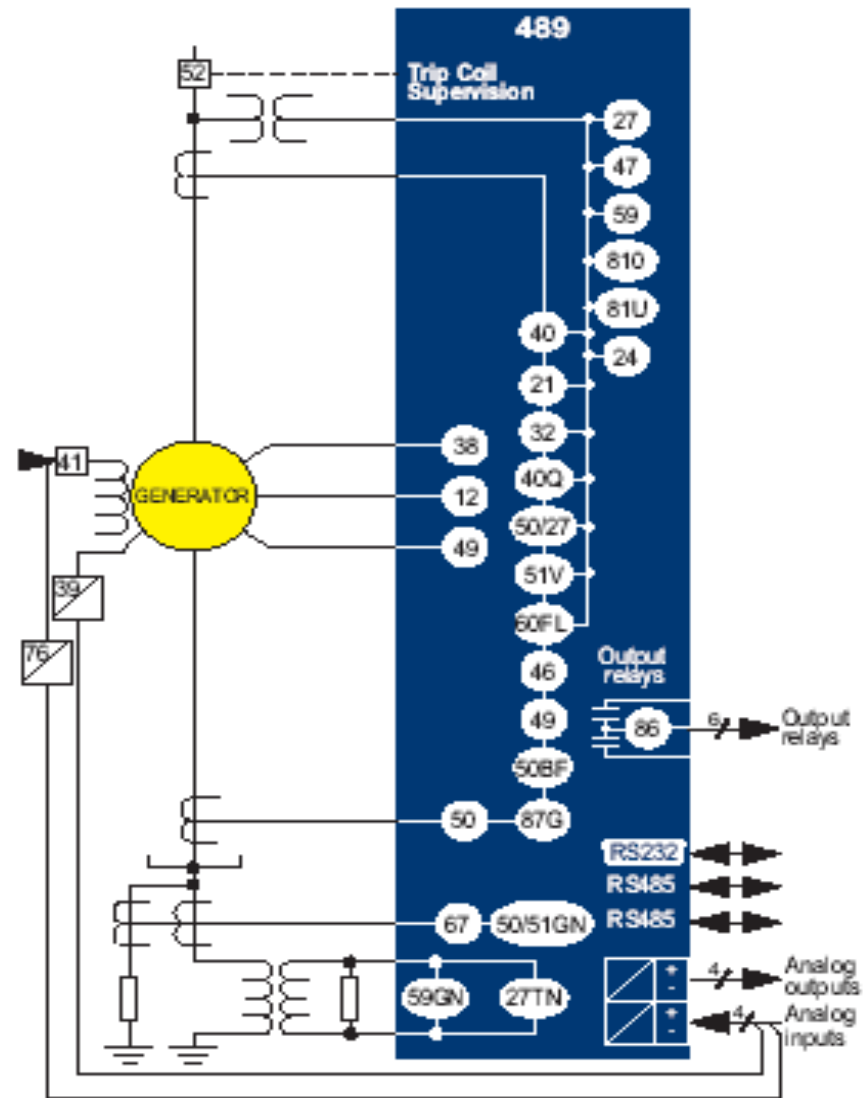 489
52
Trip Coil
Supervision
27
47
59
810
81U
24
40
21
32
40Q
50/27
51V
60FL
46
49
50BF
87G
38
12
49
41
GENERATOR
39
76
Output
relays
86
6
Output
relays
50
RS232
RS485
RS485
67
50/51GN
59GN
27TN
+
-
4
Analog
outputs
+
-
4
Analog
inputs